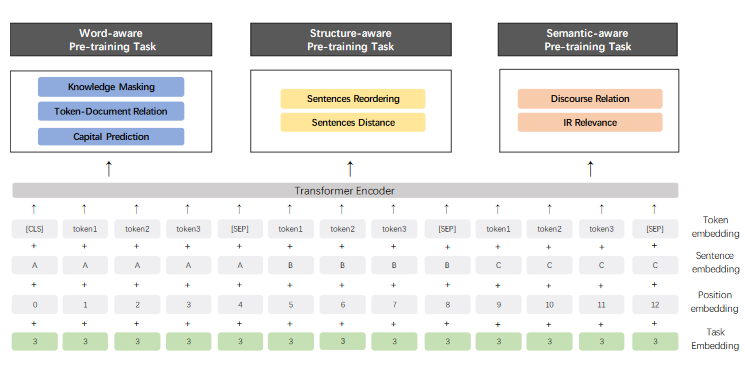 Word-aware
Pre-training Task
Structure-aware
Pre-training Task
Semantic-aware
Pre-training Task
Knowledge Masking
Token-Document Relation
Capital Prediction
Sentences Reordering
Sentences Distance
Discourse Relation
IR Relevance
Transformer Encoder
[CLS] token1 token2 token3 [SEP] token1 token2 token3 [SEP] token1 token2 token3 [SEP]
Token
embedding
+ + + + + + + + + + + + +
A A A A A B B B B C C C C
Sentence
embedding
+ + + + + + + + + + + + +
0 1 2 3 4 5 6 7 8 9 10 11 12
Position
embedding
+ + + + + + + + + + + + +
3 3 3 3 3 3 3 3 3 3 3 3 3
Task
Embedding